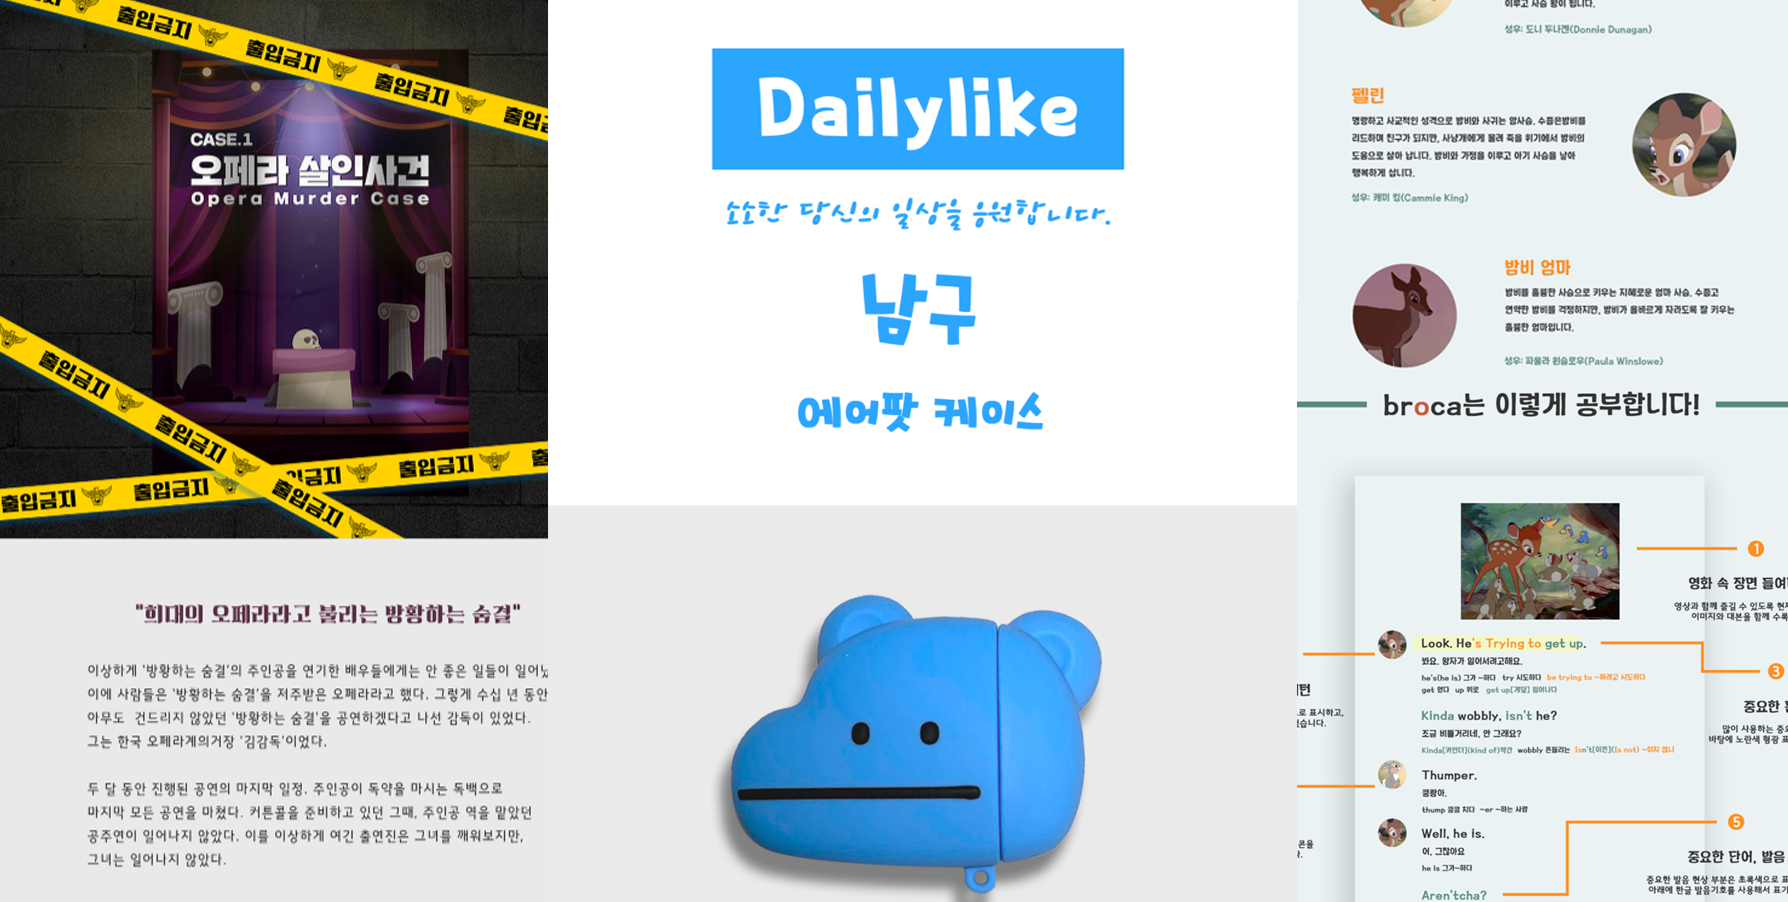 출입금지
출입금지
출입금지
CASE.1
오페라 살인사건
Opera Murder Case
출입금지
출입금지
출입금지
출입금지
출입금지
출입금지
"희대의 오페라라고 불리는 방황하는 숨결"
이상하게 '방황하는 숨결'의 주인공을 연기한 배우들에게는 안 좋은 일들이 일어났
이에 사람들은 '방황하는 숨결'을 저주받은 오페라라고 했다. 그렇게 수십 년 동안
아무도 건드리지 않았던 '방황하는 숨결'을 공연하겠다고 나선 감독이 있었다.
그는 한국 오페라계의거장 '김감독'이었다.
두 달 동안 진행된 공연의 마지막 일정. 주인공이 독약을 마시는 독백으로
마지막 모든 공연을 마쳤다. 커튼콜을 준비하고 있던 그때, 주인공 역을 맡았던
공주연이 일어나지 않았다. 이를 이상하게 여긴 출연진은 그녀를 깨워보지만,
그녀는 일어나지 않았다.
Dailylike
소소한 당신의 일상을 응원합니다.
남구
에어팟 케이스
이루고 사슴 왕이 됩니다.
성우: 도니 두나갠(Donnie Dunagan)
펠린
명랑하고 사교적인 성격으로 밤비와 사귀는 암사슴. 수줍은밤비를
리드하며 친구가 되지만, 사냥개에게 몰려 죽을 위기에서 밤비의
도움으로 살아 납니다. 밤비와 가정을 이루고 아기 사슴을 낳아
행복하게 삽니다.
성우: 캐미 킹(Cammie King)
밤비 엄마
밤비를 훌륭한 사슴으로 키우는 지혜로운 엄마 사슴. 수줍고
연약한 밤비를 걱정하지만, 밤비가 올바르게 자라도록 잘 키우는
훌륭한 엄마입니다.
성우: 파울라 윈슬로우(Paula Winslowe)
broca는 이렇게 공부합니다!
1
영화 속 장면 들여
영상과 함께 즐길 수 있도록 현
이미지와 대본을 함께 수록
Look. He's Trying to get up.
봐요. 왕자가 일어서려고해요.
he's(he is) 그가 ~하다 try 시도하다 be trying to ~하려고 시도하다
get 얻다 up 위로 get up[게덥] 일어나다
3
중요한
많이 사용하는 중요
바탕에 노란색 형광 표
턴
로 표시하고,
있습니다.
Kinda wobbly, isn't he?
조금 비틀거리네, 안 그래요?
Kinda[카인더](kind of)약간 wobbly 흔들리는 Isn't[이즌](Is not) ~이지 않니
Thumper.
쿵쾅아.
thump 쿵쿵 치다 ~er ~하는 사람
5
Well, he is.
어, 그렇아요
he is 그가~하다
콘을
중요한 단어, 발음
중요한 발음 현상 부분은 초록색으로 표
아래에 한글 발음기호를 사용해서 표기
Aren'tcha?